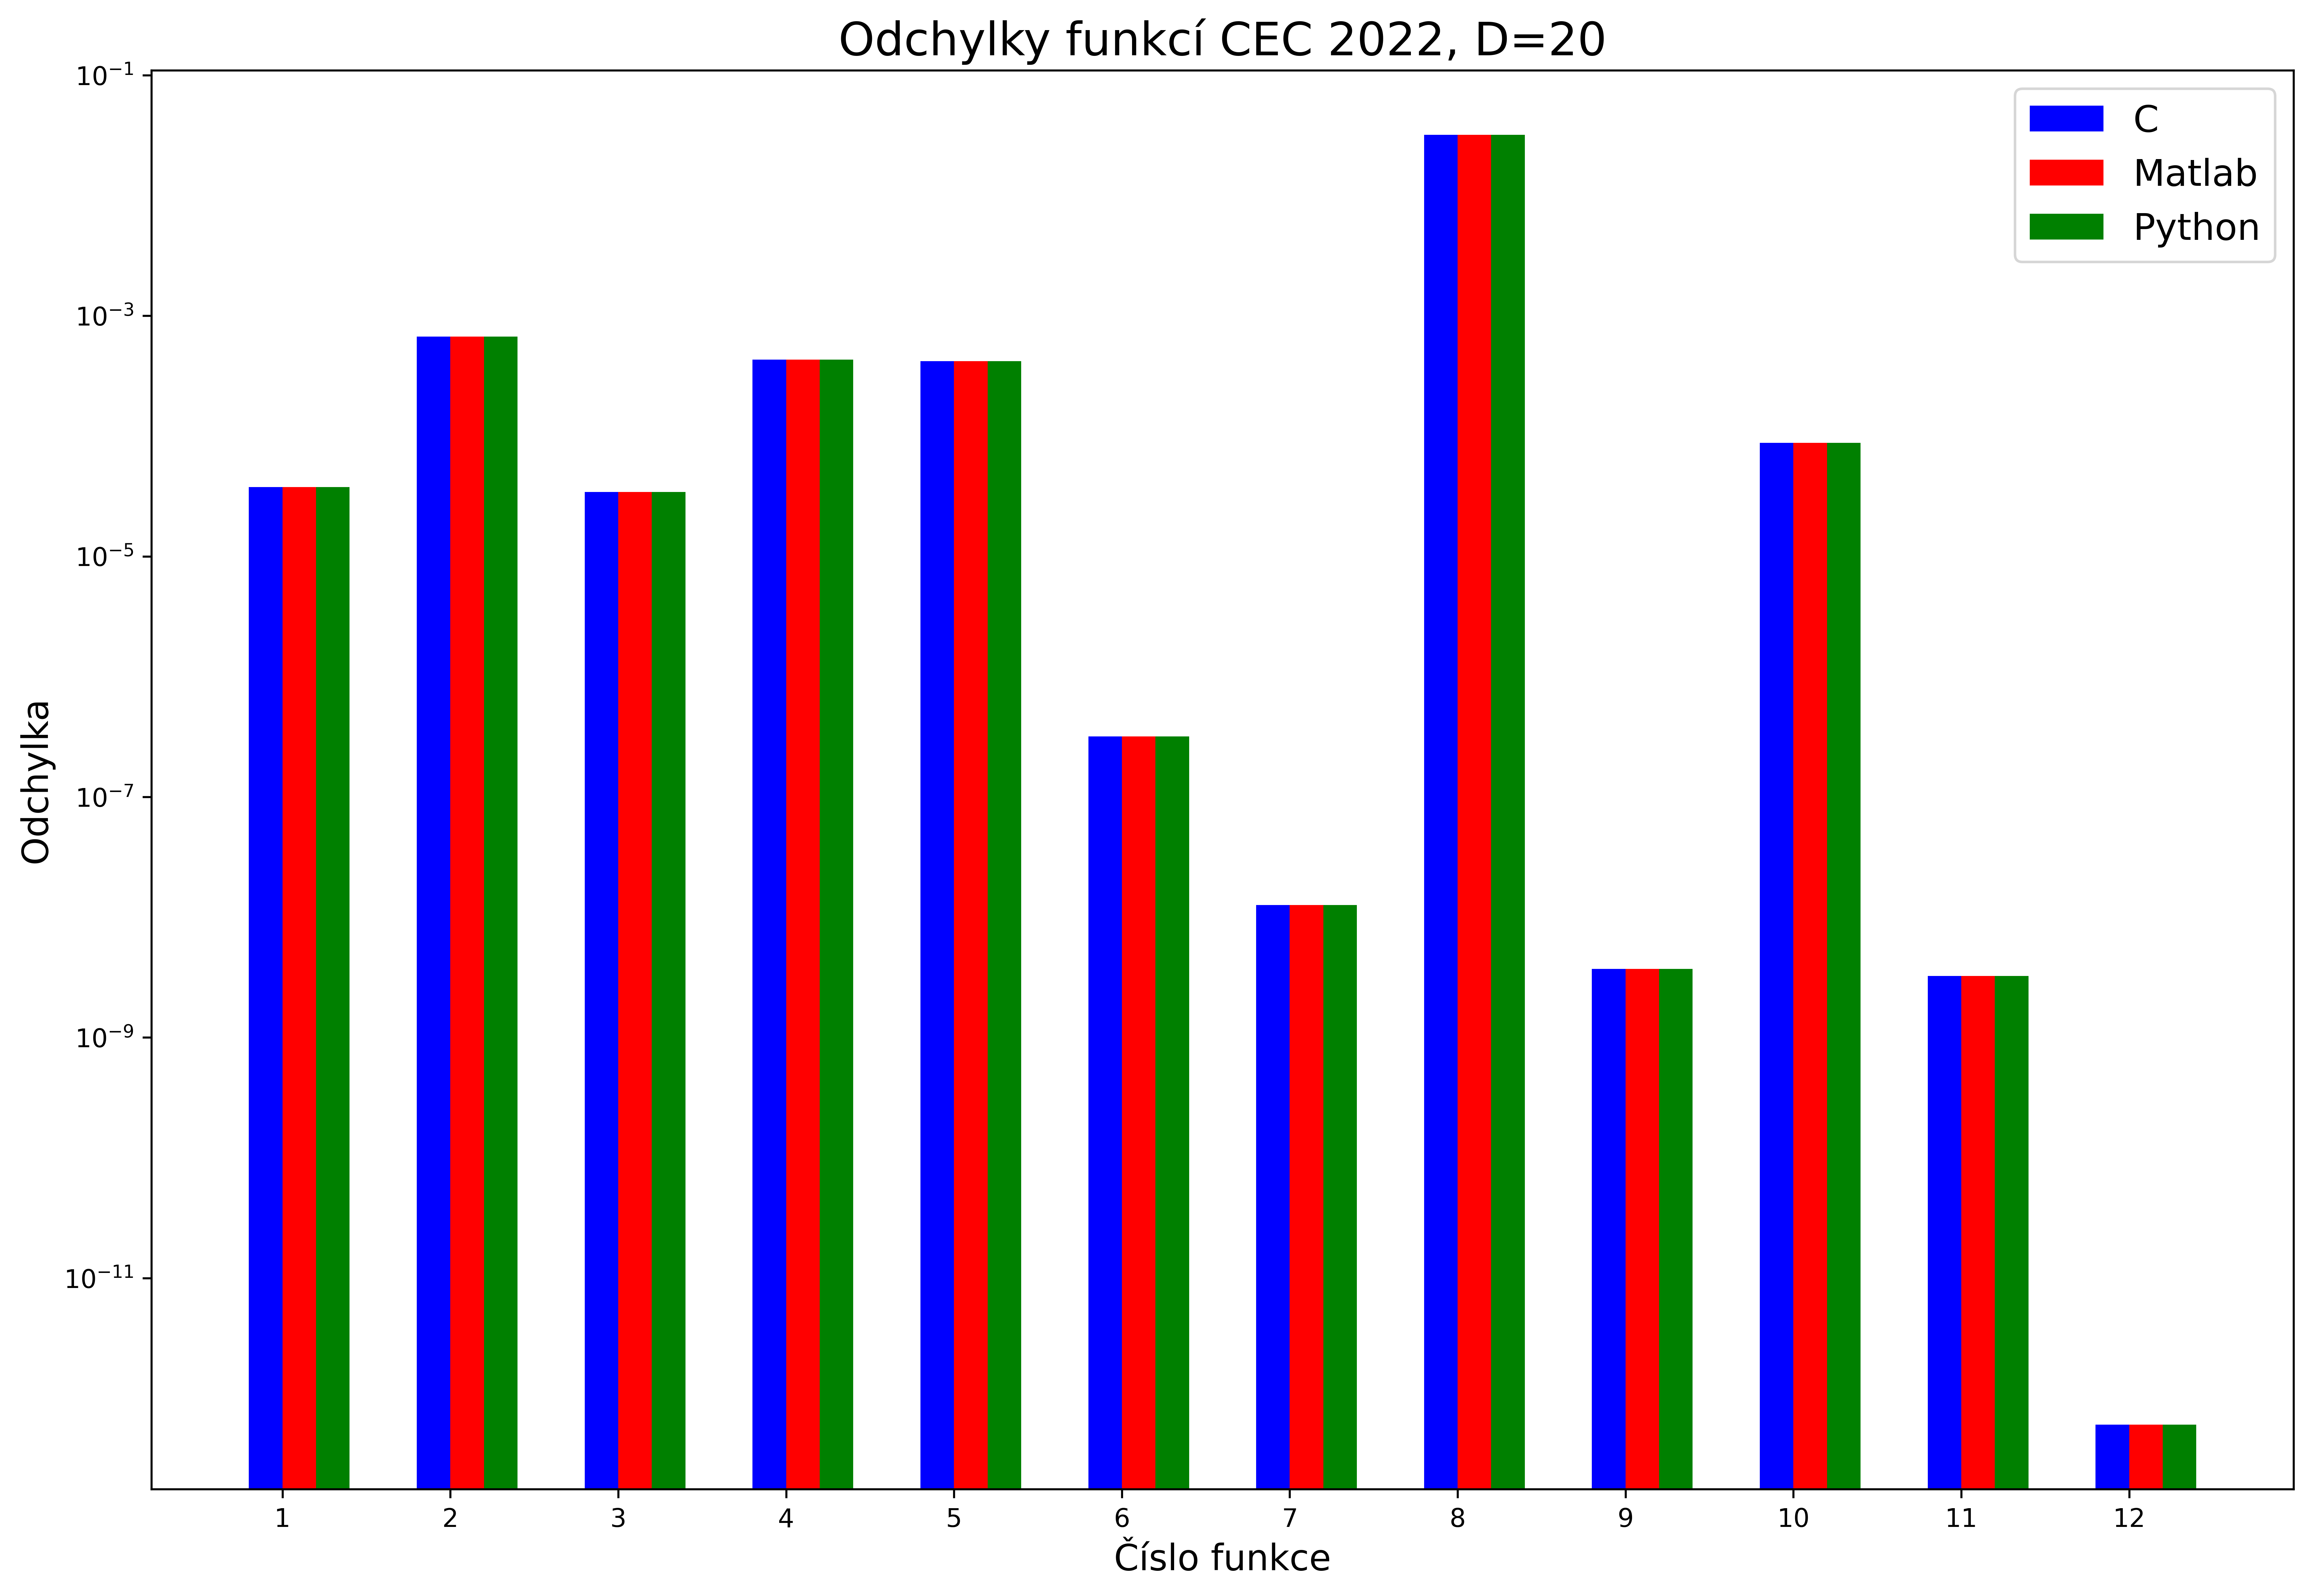 Odchylky funkcí CEC 2022, D=20
C
Matlab
Python
Odchylka
10⁻¹
10⁻³
10⁻⁵
10⁻⁷
10⁻⁹
10⁻¹¹
1 2 3 4 5 6 7 8 9 10 11 12
Číslo funkce